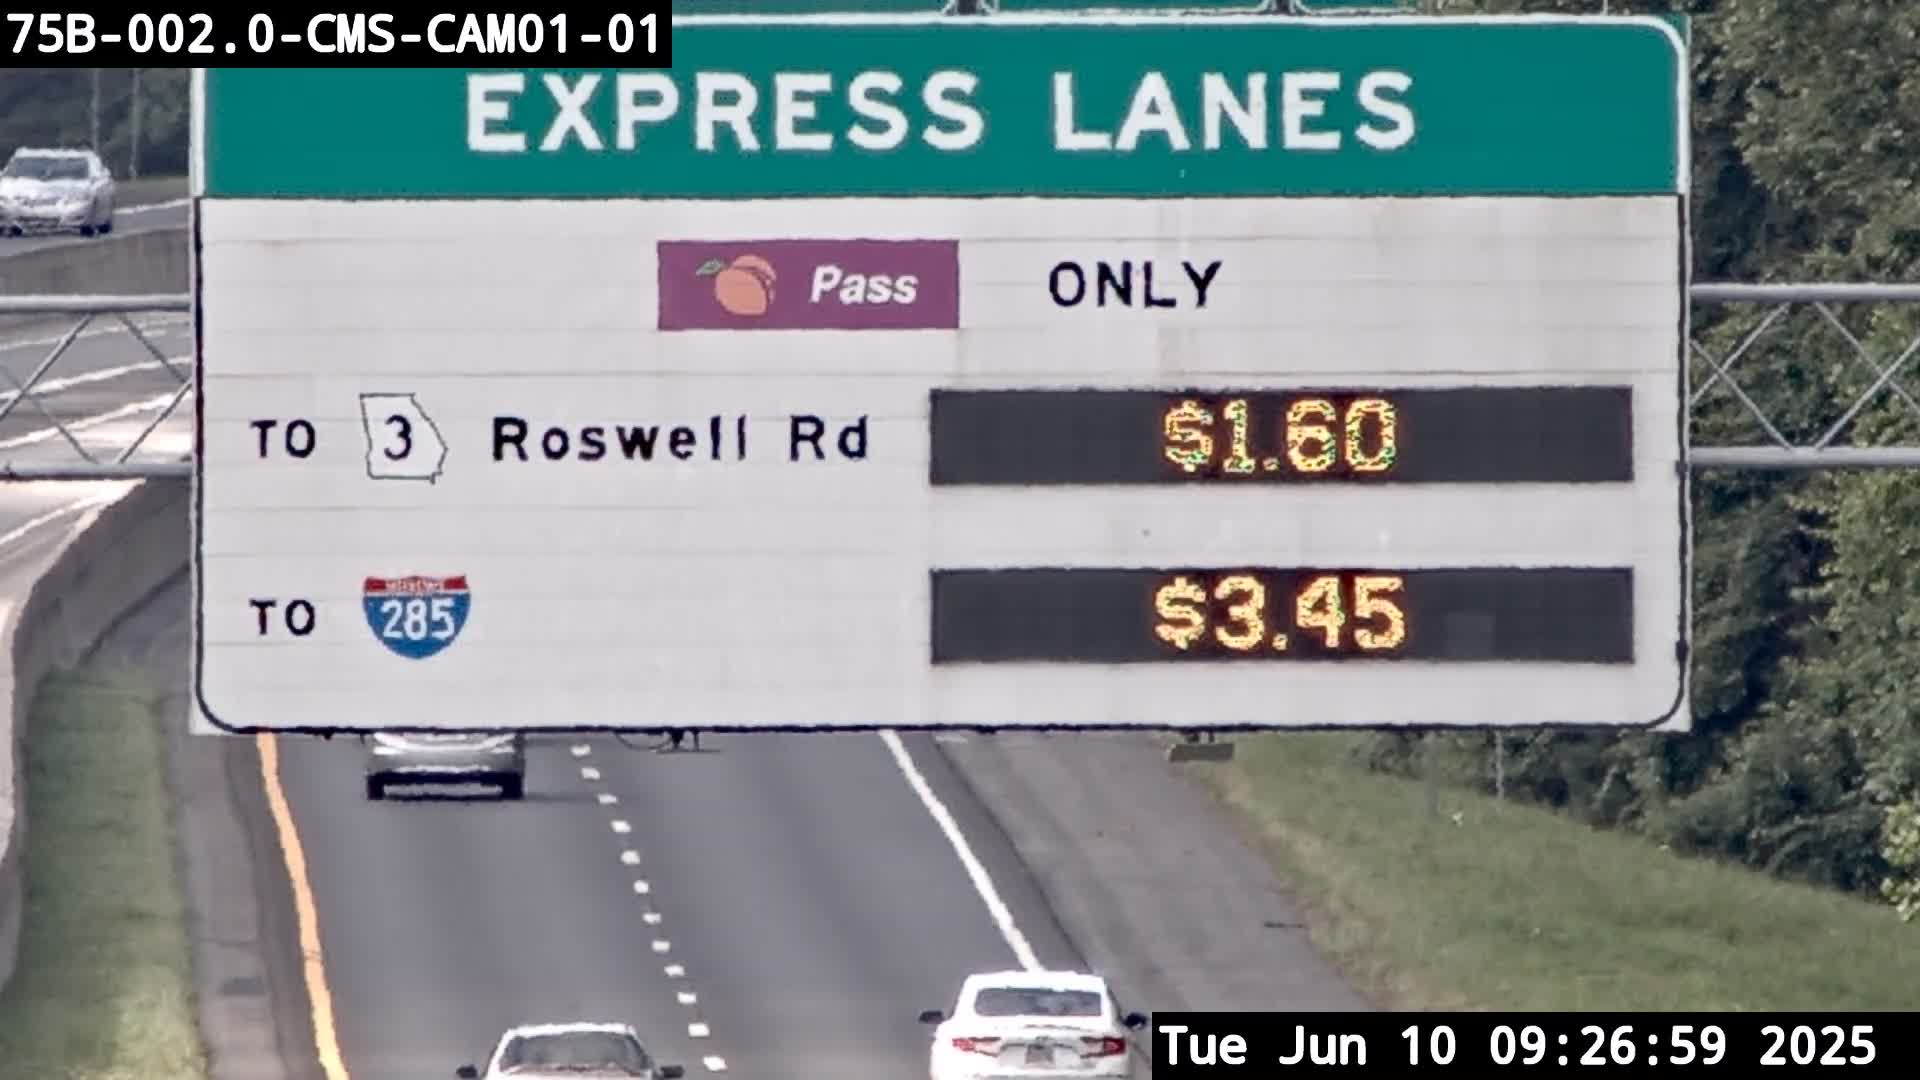 75B-002.0-CMS-CAM01-01
EXPRESS LANES
Pass ONLY
TO 3 Roswell Rd $1.60
TO INTERSTATE 285 $3.45
Tue Jun 10 09:26:59 2025